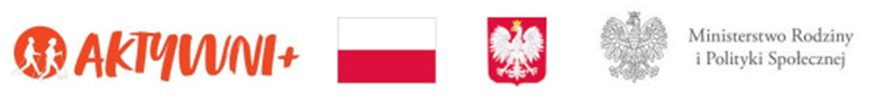 AKTYWNI+
Ministerstwo Rodziny
i Polityki Społecznej